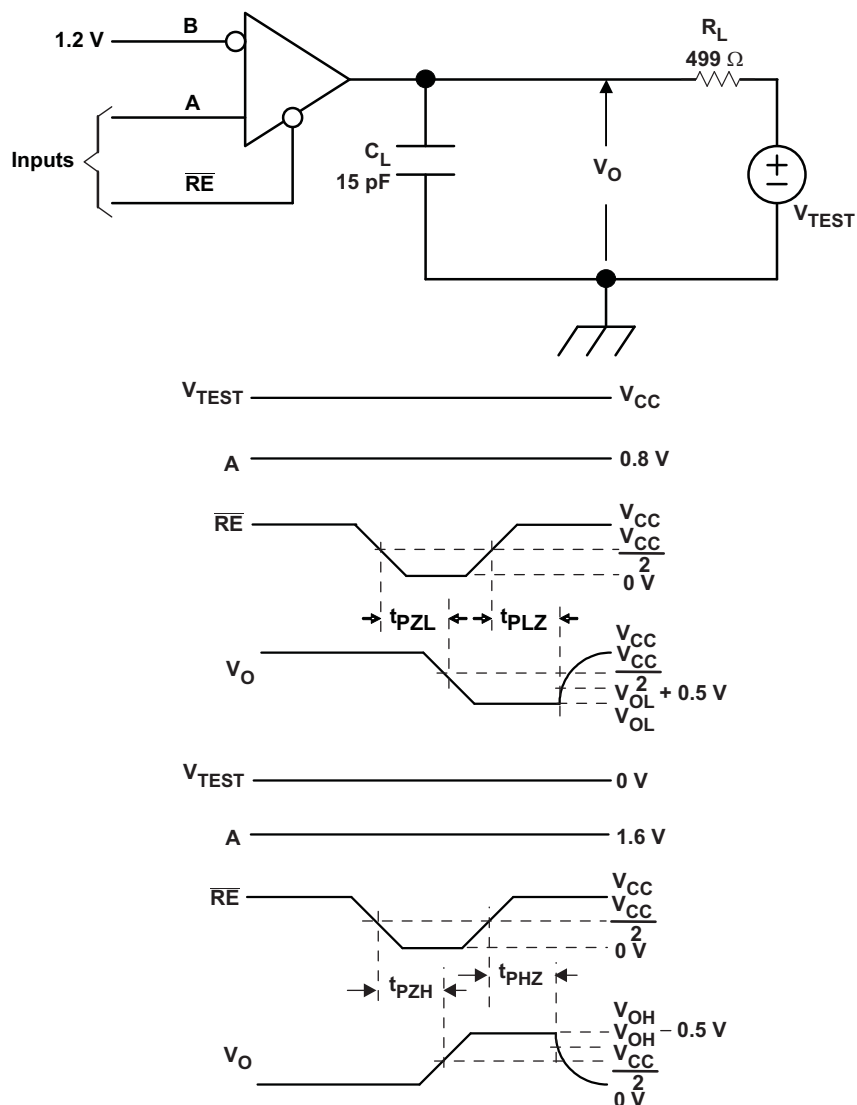 1.2 V
B
A
Inputs
RE
C_L
15 pF
V_O
R_L
499 Ω
V_TEST
V_TEST
V_CC
A
0.8 V
RE
V_CC
V_CC
2
0 V
t_PZL
t_PLZ
V_O
V_CC
V_CC
2
V_OL + 0.5 V
V_OL
V_TEST
0 V
A
1.6 V
RE
V_CC
V_CC
2
0 V
t_PZH
t_PHZ
V_O
V_OH
V_OH – 0.5 V
V_CC
2
0 V